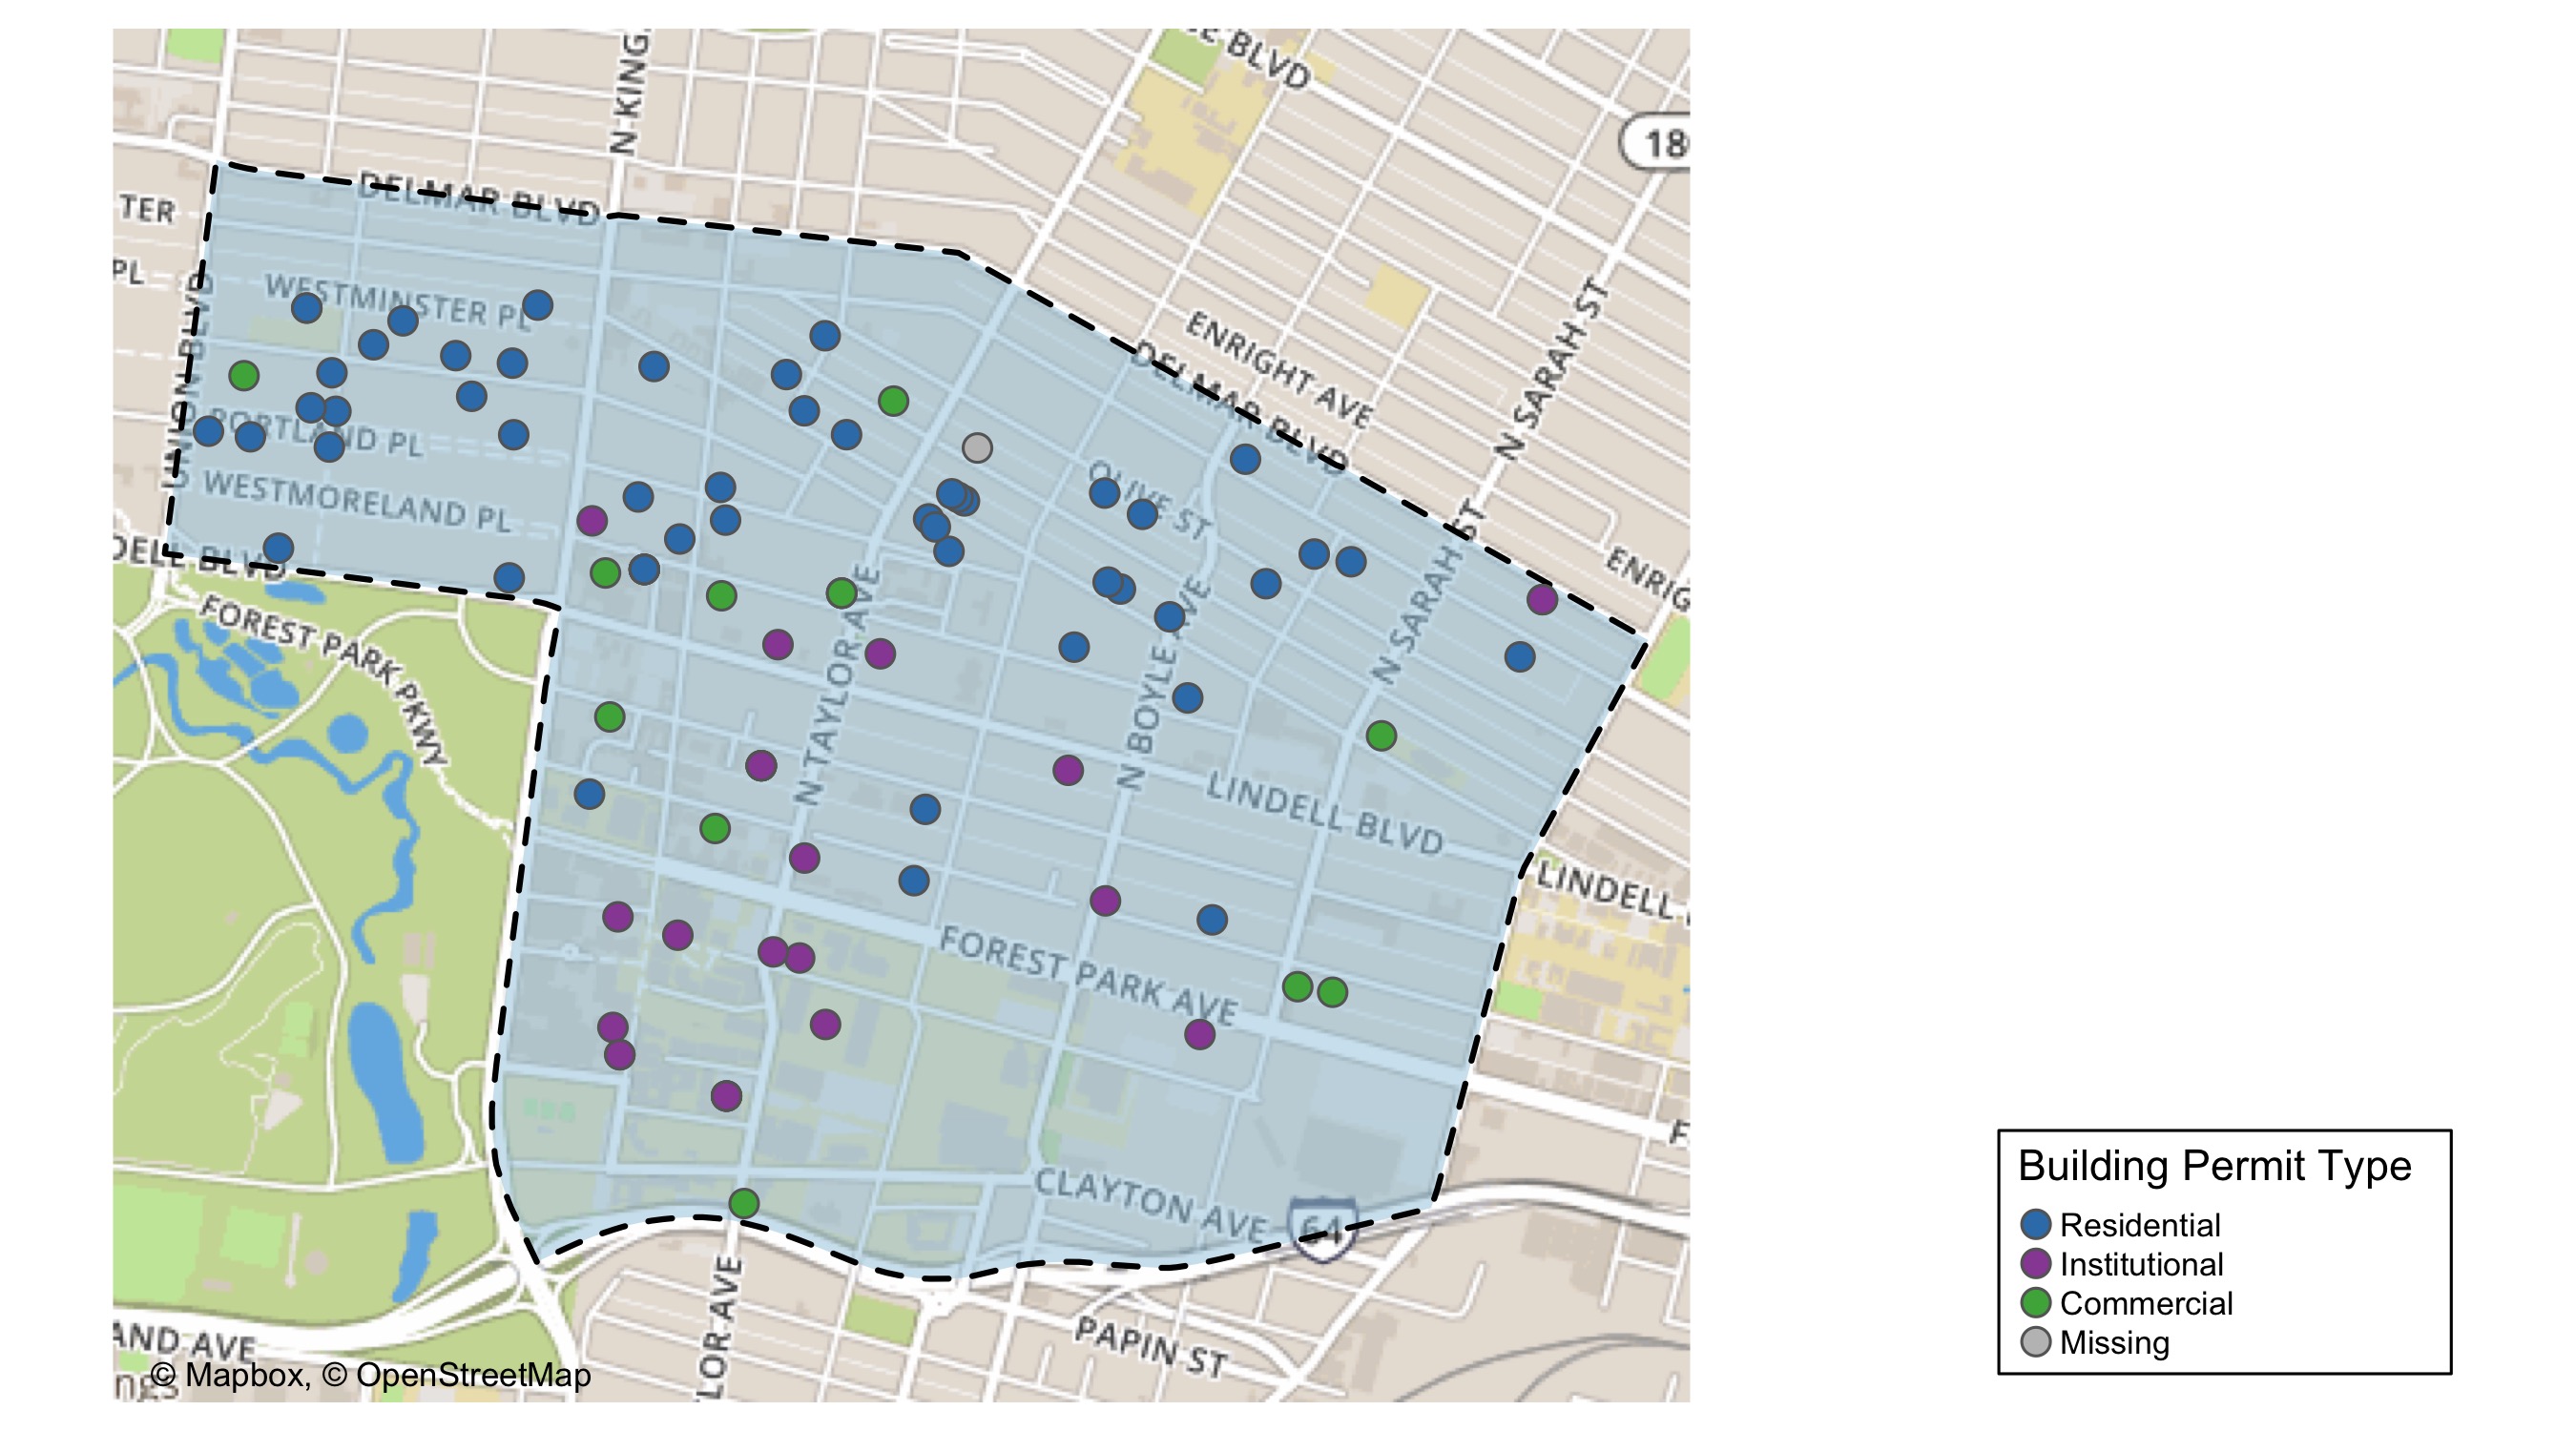 BLVD
N KING
18
TER
DELMAR BLVD
PL
WESTMINSTER PL
UNION BLVD
ENRIGHT AVE
N SARAH ST
DELMAR BLVD
PORTLAND PL
OLIVE ST
WESTMORELAND PL
DELL BLVD
ENRIG
FOREST PARK PKWY
N TAYLOR AVE
N BOYLE AVE
N SARAH ST
LINDELL BLVD
LINDELL
FOREST PARK AVE
F
CLAYTON AVE
64
LOR AVE
AND AVE
PAPIN ST
© Mapbox, © OpenStreetMap
Building Permit Type
Residential
Institutional
Commercial
Missing